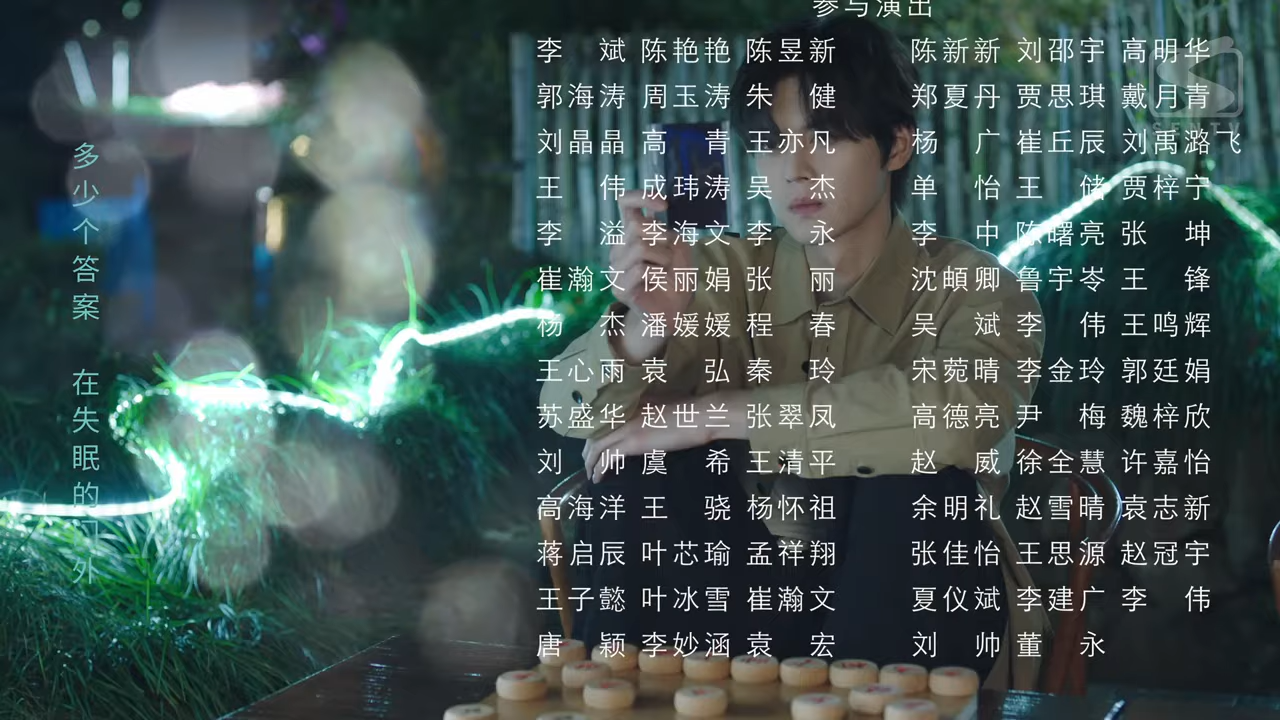 参与演出
李斌 陈艳艳 陈昱新 陈新新 刘邵宇 高明华
郭海涛 周玉涛 朱健 郑夏丹 贾思琪 戴月青
刘晶晶 高青 王亦凡 杨广 崔丘辰 刘禹潞飞
王伟 成玮涛 吴杰 单怡 王储 贾梓宁
李溢 李海文 李永 李中 陈曙亮 张坤
崔瀚文 侯丽娟 张丽 沈頔卿 鲁宇岑 王锋
杨杰 潘媛媛 程春 吴斌 李伟 王鸣辉
王心雨 袁弘 秦玲 宋菀晴 李金玲 郭廷娟
苏盛华 赵世兰 张翠凤 高德亮 尹梅 魏梓欣
刘帅 虞希 王清平 赵威 徐全慧 许嘉怡
高海洋 王骁 杨怀祖 余明礼 赵雪晴 袁志新
蒋启辰 叶芯瑜 孟祥翔 张佳怡 王思源 赵冠宇
王子懿 叶冰雪 崔瀚文 夏仪斌 李建广 李伟
唐颖 李妙涵 袁宏 刘帅 董永
多少个答案 在失眠的门外